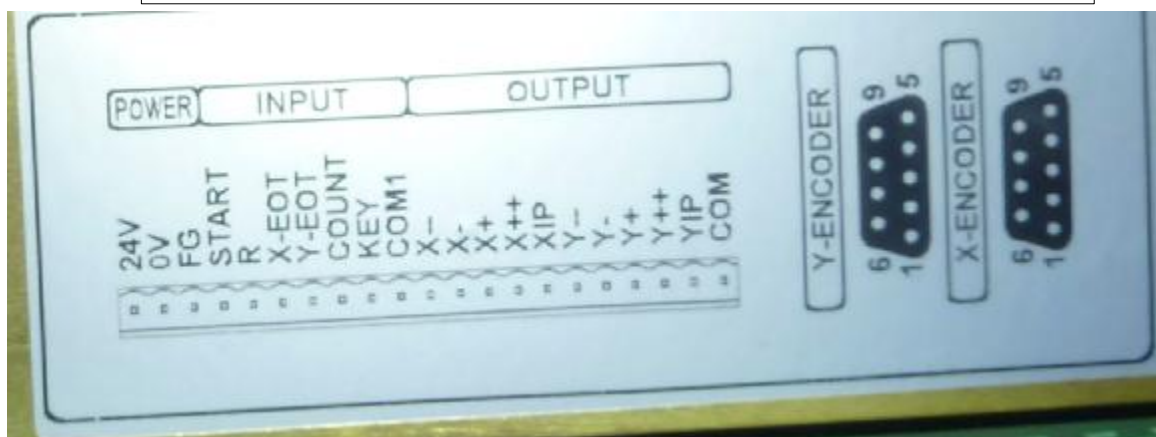 POWER INPUT OUTPUT
24V
0V
FG
START
R
X-EOT
Y-EOT
COUNT
KEY
COM1
X--
X-
X+
X++
XIP
Y--
Y-
Y+
Y++
YIP
COM
Y-ENCODER
9
5
6
1
X-ENCODER
9
5
6
1